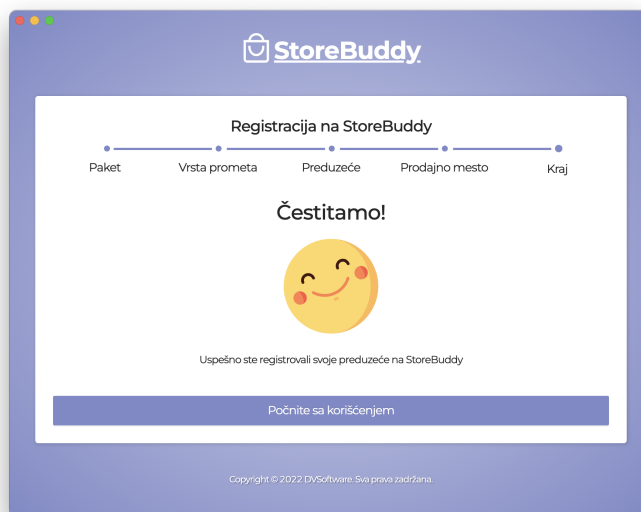 StoreBuddy
Registracija na StoreBuddy
Paket Vrsta prometa Preduzeće Prodajno mesto Kraj
Čestitamo!
Uspešno ste registrovali svoje preduzeće na StoreBuddy
Počnite sa korišćenjem
Copyright © 2022 DVSoftware. Sva prava zadržana.